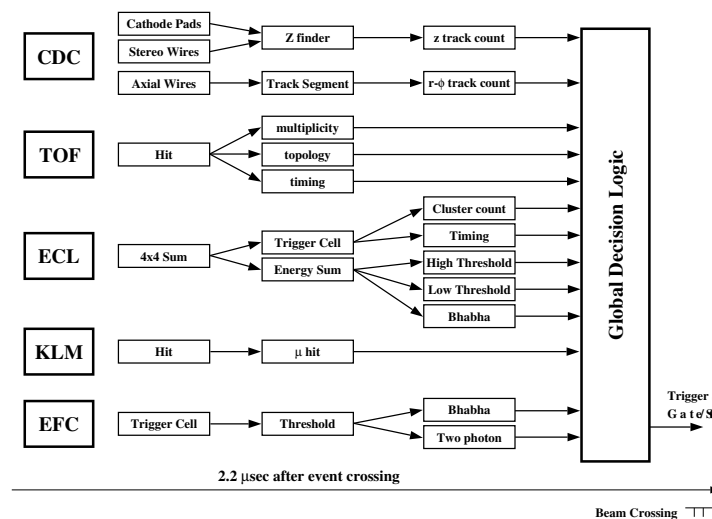 Cathode Pads
CDC
Z finder
z track count
Stereo Wires
Axial Wires
Track Segment
r-φ track count
TOF
Hit
multiplicity
topology
timing
ECL
4x4 Sum
Trigger Cell
Energy Sum
Cluster count
Timing
High Threshold
Low Threshold
Bhabha
KLM
Hit
μ hit
EFC
Trigger Cell
Threshold
Bhabha
Two photon
Global Decision Logic
Trigger
Gate/S
2.2 μsec after event crossing
Beam Crossing